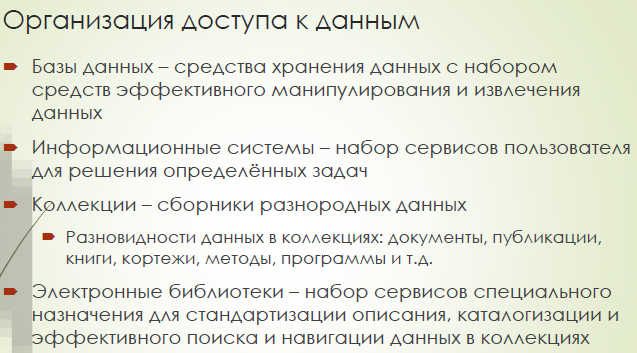 Организация доступа к данным
Базы данных – средства хранения данных с набором
средств эффективного манипулирования и извлечения
данных
Информационные системы – набор сервисов пользователя
для решения определённых задач
Коллекции – сборники разнородных данных
Разновидности данных в коллекциях: документы, публикации,
книги, кортежи, методы, программы и т.д.
Электронные библиотеки – набор сервисов специального
назначения для стандартизации описания, каталогизации и
эффективного поиска и навигации данных в коллекциях